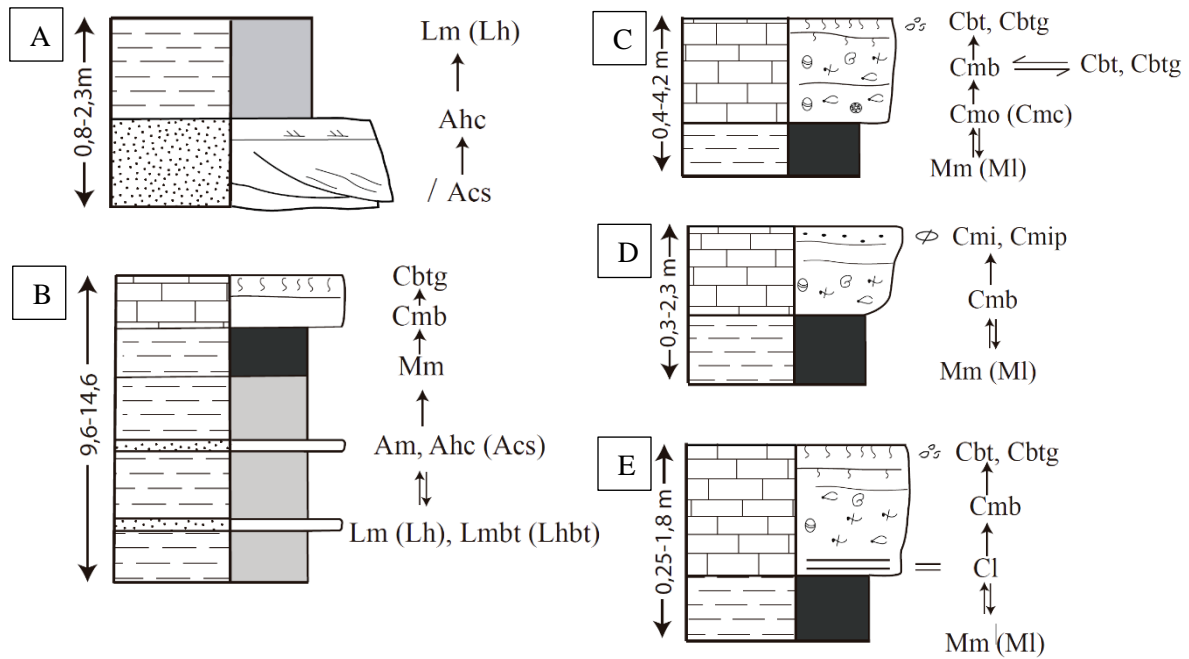 A
0,8-2,3m
Lm (Lh)
Ahc
/ Acs
B
9,6-14,6
Cbtg
Cmb
Mm
Am, Ahc (Acs)
Lm (Lh), Lmbt (Lhbt)
C
0,4-4,2 m
Cbt, Cbtg
Cmb
Cbt, Cbtg
Cmo (Cmc)
Mm (Ml)
D
0,3-2,3 m
Cmi, Cmip
Cmb
Mm (Ml)
E
0,25-1,8 m
Cbt, Cbtg
Cmb
Cl
Mm (Ml)